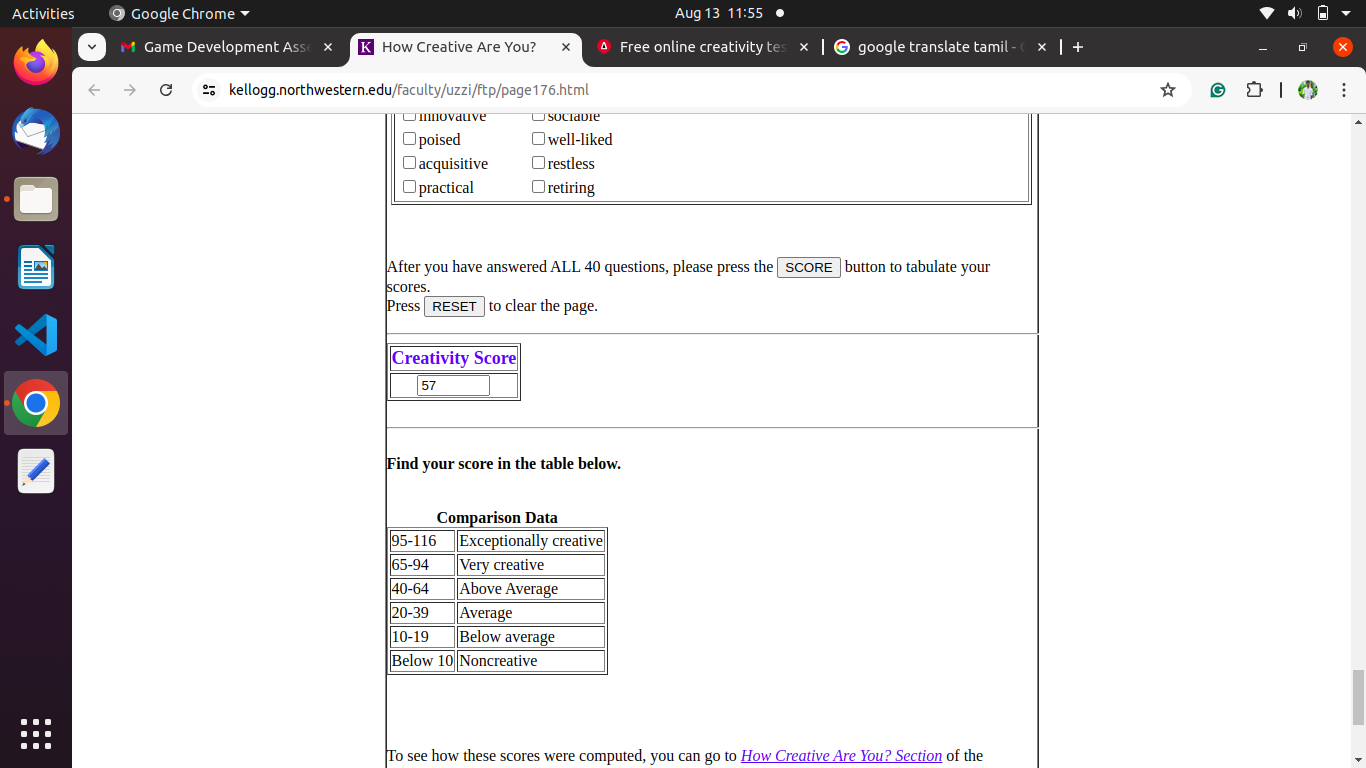 Activities
Google Chrome
Aug 13 11:55
Game Development Asse
How Creative Are You?
Free online creativity tes
google translate tamil - G
kellogg.northwestern.edu/faculty/uzzi/ftp/page176.html
innovative sociable
poised well-liked
acquisitive restless
practical retiring
After you have answered ALL 40 questions, please press the SCORE button to tabulate your
scores.
Press RESET to clear the page.
Creativity Score
57
Find your score in the table below.
Comparison Data
95-116 Exceptionally creative
65-94 Very creative
40-64 Above Average
20-39 Average
10-19 Below average
Below 10 Noncreative
To see how these scores were computed, you can go to How Creative Are You? Section of the